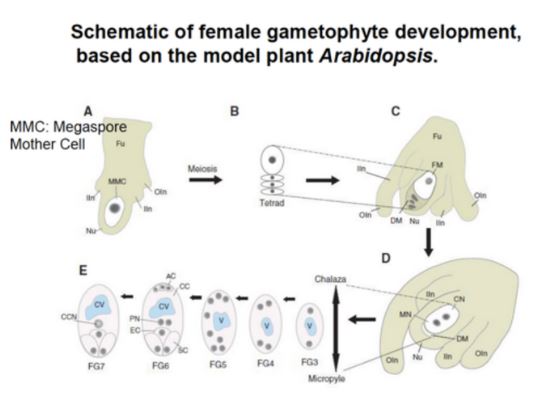 Schematic of female gametophyte development,
based on the model plant Arabidopsis.
A
MMC: Megaspore
Mother Cell
Fu
MMC
IIn
OIn
IIn
Nu
Meiosis
B
Tetrad
C
Fu
IIn
FM
OIn
OIn
DM
Nu
IIn
D
Chalaza
IIn
CN
MN
DM
OIn
Nu
IIn
OIn
Micropyle
E
AC
CC
CV
CV
CCN
PN
EC
SC
V
V
V
FG7
FG6
FG5
FG4
FG3